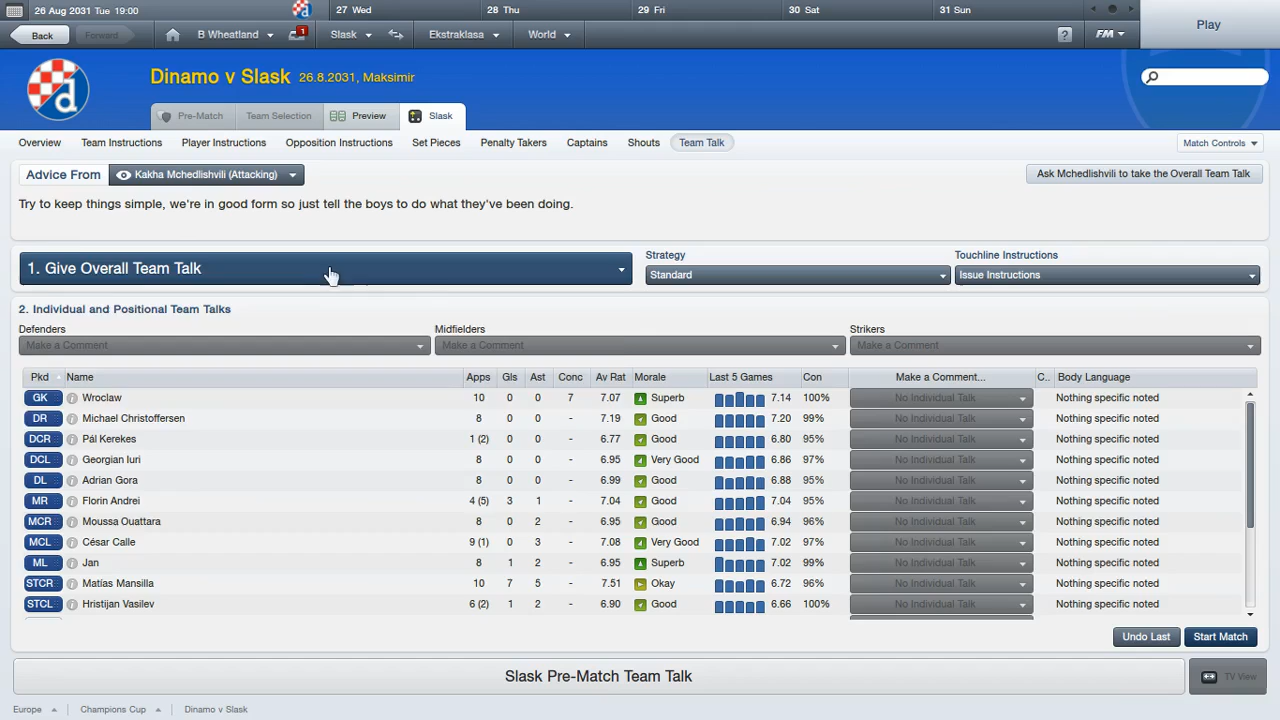 26 Aug 2031 Tue 19:00 27 Wed 28 Thu 29 Fri 30 Sat 31 Sun
Play
Back Forward B Wheatland 1 Slask Ekstraklasa World ? FM
Dinamo v Slask 26.8.2031, Maksimir
Pre-Match Team Selection Preview Slask
Overview Team Instructions Player Instructions Opposition Instructions Set Pieces Penalty Takers Captains Shouts Team Talk Match Controls
Advice From Kakha Mchedlishvili (Attacking) Ask Mchedlishvili to take the Overall Team Talk
Try to keep things simple, we're in good form so just tell the boys to do what they've been doing.
Strategy Touchline Instructions
1. Give Overall Team Talk Standard Issue Instructions
2. Individual and Positional Team Talks
Defenders Midfielders Strikers
Make a Comment Make a Comment Make a Comment
Pkd Name Apps Gls Ast Conc Av Rat Morale Last 5 Games Con Make a Comment... C.. Body Language
GK Wroclaw 10 0 0 7 7.07 Superb 7.14 100% No Individual Talk Nothing specific noted
DR Michael Christoffersen 8 0 0 - 7.19 Good 7.20 99% No Individual Talk Nothing specific noted
DCR Pál Kerekes 1 (2) 0 0 - 6.77 Good 6.80 95% No Individual Talk Nothing specific noted
DCL Georgian Iuri 8 0 0 - 6.95 Very Good 6.86 97% No Individual Talk Nothing specific noted
DL Adrian Gora 8 0 0 - 6.99 Good 6.88 95% No Individual Talk Nothing specific noted
MR Florin Andrei 4 (5) 3 1 - 7.04 Good 7.04 95% No Individual Talk Nothing specific noted
MCR Moussa Ouattara 8 0 2 - 6.95 Good 6.94 96% No Individual Talk Nothing specific noted
MCL César Calle 9 (1) 0 3 - 7.08 Very Good 7.02 97% No Individual Talk Nothing specific noted
ML Jan 8 1 2 - 6.95 Superb 7.02 99% No Individual Talk Nothing specific noted
STCR Matías Mansilla 10 7 5 - 7.51 Okay 6.72 96% No Individual Talk Nothing specific noted
STCL Hristijan Vasilev 6 (2) 1 2 - 6.90 Good 6.66 100% No Individual Talk Nothing specific noted
Undo Last Start Match
Slask Pre-Match Team Talk TV View
Europe Champions Cup Dinamo v Slask